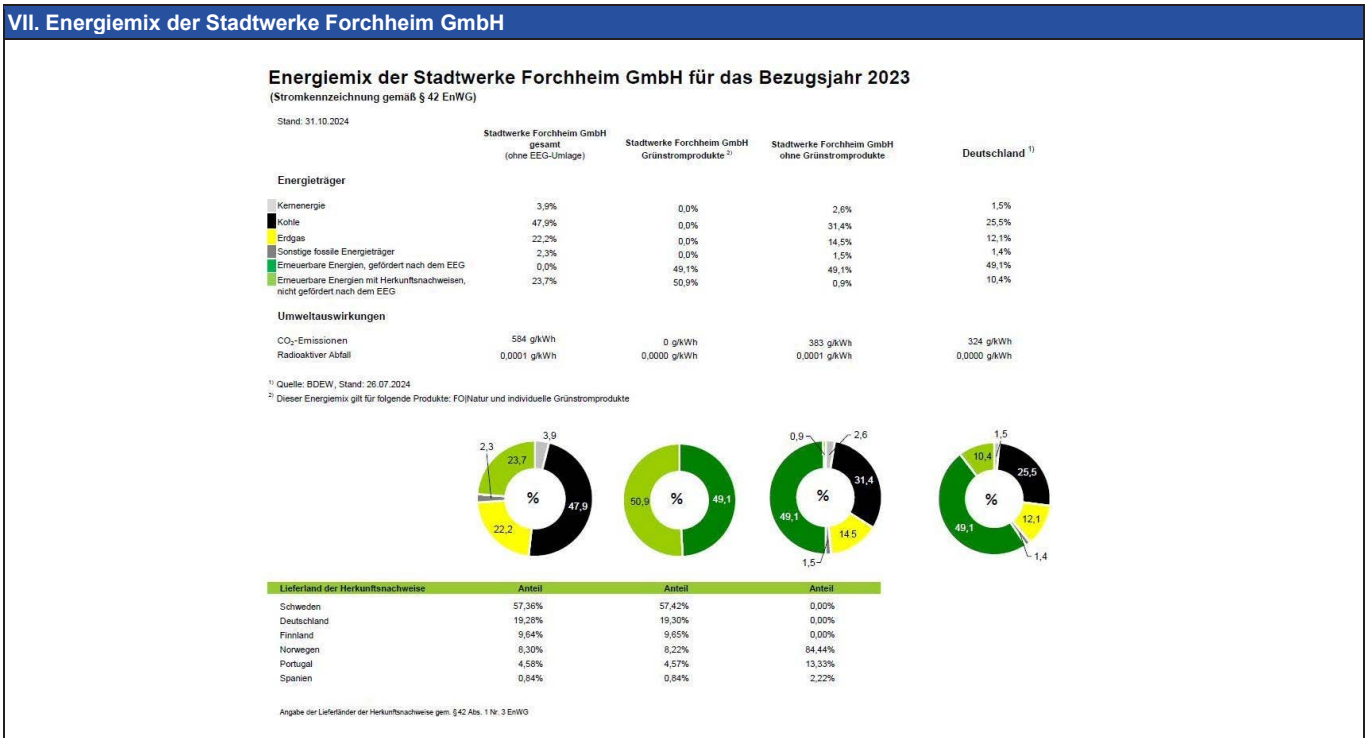 VII. Energiemix der Stadtwerke Forchheim GmbH
Energiemix der Stadtwerke Forchheim GmbH für das Bezugsjahr 2023
(Stromkennzeichnung gemäß § 42 EnWG)
Stand: 31.10.2024
Stadtwerke Forchheim GmbH gesamt (ohne EEG-Umlage) Stadtwerke Forchheim GmbH Grünstromprodukte 2) Stadtwerke Forchheim GmbH ohne Grünstromprodukte Deutschland 1)
Energieträger
Kernenergie 3,9% 0,0% 2,6% 1,5%
Kohle 47,9% 0,0% 31,4% 25,5%
Erdgas 22,2% 0,0% 14,5% 12,1%
Sonstige fossile Energieträger 2,3% 0,0% 1,5% 1,4%
Erneuerbare Energien, gefördert nach dem EEG 0,0% 49,1% 49,1% 49,1%
Erneuerbare Energien mit Herkunftsnachweisen, 23,7% 50,9% 0,9% 10,4%
nicht gefördert nach dem EEG
Umweltauswirkungen
CO₂-Emissionen 584 g/kWh 0 g/kWh 383 g/kWh 324 g/kWh
Radioaktiver Abfall 0,0001 g/kWh 0,0000 g/kWh 0,0001 g/kWh 0,0000 g/kWh
1) Quelle: BDEW, Stand: 26.07.2024
2) Dieser Energiemix gilt für folgende Produkte: FO|Natur und individuelle Grünstromprodukte
3,9 47,9 22,2 2,3 23,7 %
49,1 50,9 %
2,6 31,4 14,5 1,5 49,1 0,9 %
1,5 25,5 12,1 1,4 49,1 10,4 %
Lieferland der Herkunftsnachweise Anteil Anteil Anteil
Schweden 57,36% 57,42% 0,00%
Deutschland 19,28% 19,30% 0,00%
Finnland 9,64% 9,65% 0,00%
Norwegen 8,30% 8,22% 84,44%
Portugal 4,58% 4,57% 13,33%
Spanien 0,84% 0,84% 2,22%
Angabe der Lieferländer der Herkunftsnachweise gem. §42 Abs. 1 Nr. 3 EnWG